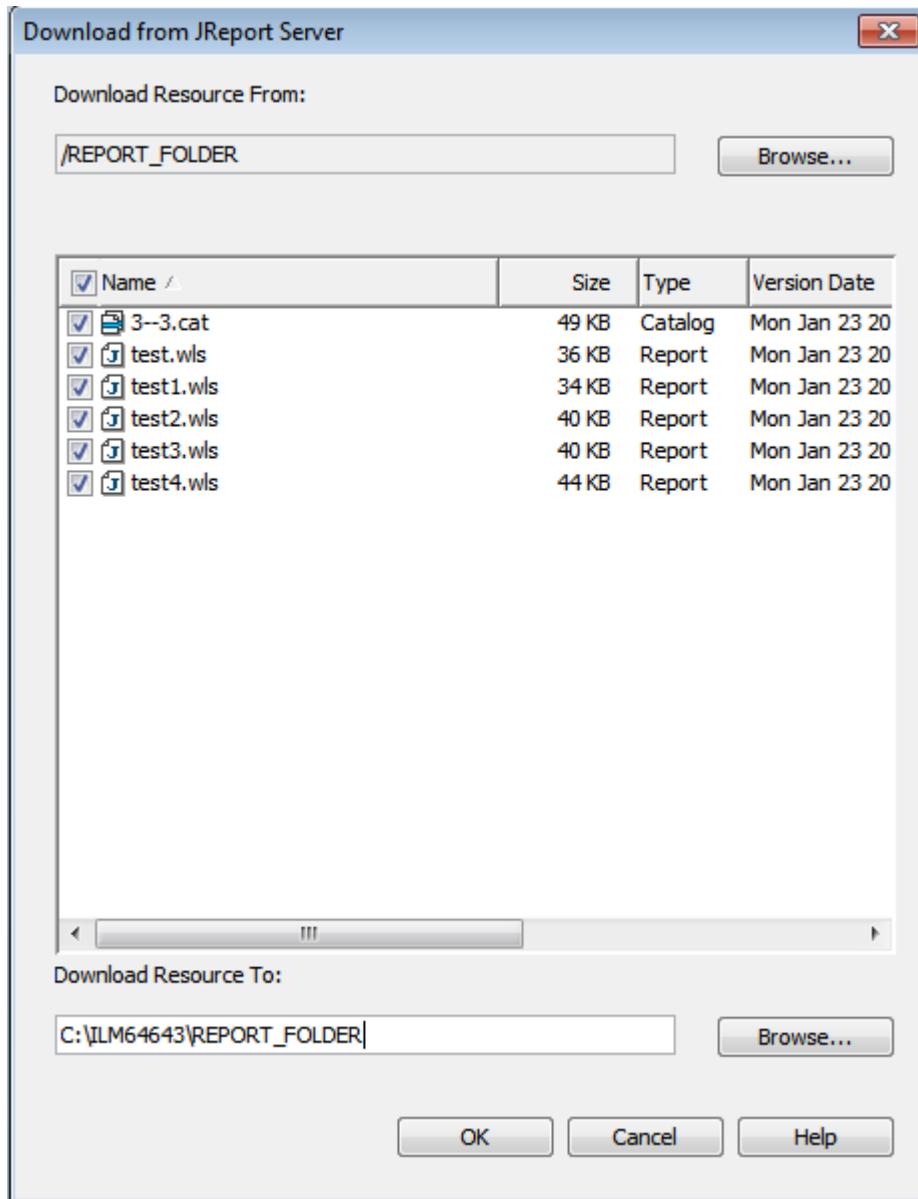 Download from JReport Server
Download Resource From:
/REPORT_FOLDER Browse...
Name Size Type Version Date
3--3.cat 49 KB Catalog Mon Jan 23 20
test.wls 36 KB Report Mon Jan 23 20
test1.wls 34 KB Report Mon Jan 23 20
test2.wls 40 KB Report Mon Jan 23 20
test3.wls 40 KB Report Mon Jan 23 20
test4.wls 44 KB Report Mon Jan 23 20
Download Resource To:
C:\ILM64643\REPORT_FOLDER Browse...
OK Cancel Help